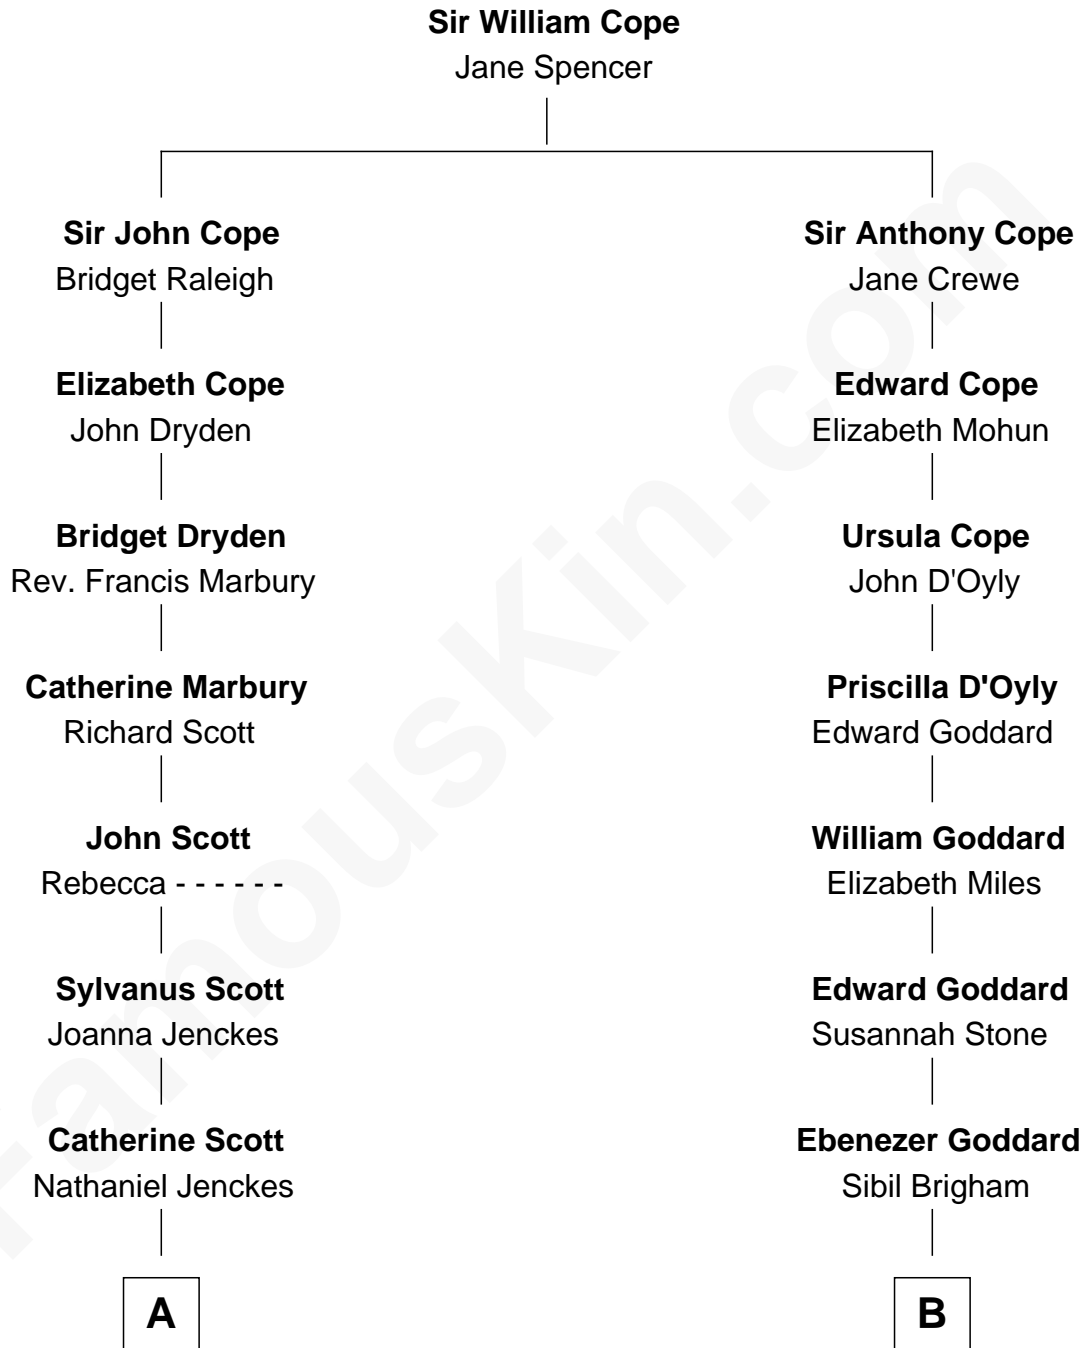 Sir William Cope
Jane Spencer
Sir John Cope
Bridget Raleigh
Sir Anthony Cope
Jane Crewe
Elizabeth Cope
John Dryden
Edward Cope
Elizabeth Mohun
Bridget Dryden
Rev. Francis Marbury
Ursula Cope
John D'Oyly
Catherine Marbury
Richard Scott
Priscilla D'Oyly
Edward Goddard
John Scott
Rebecca - - - - - -
William Goddard
Elizabeth Miles
Sylvanus Scott
Joanna Jenckes
Edward Goddard
Susannah Stone
Catherine Scott
Nathaniel Jenckes
Ebenezer Goddard
Sibil Brigham
A
B
FamousKin.com